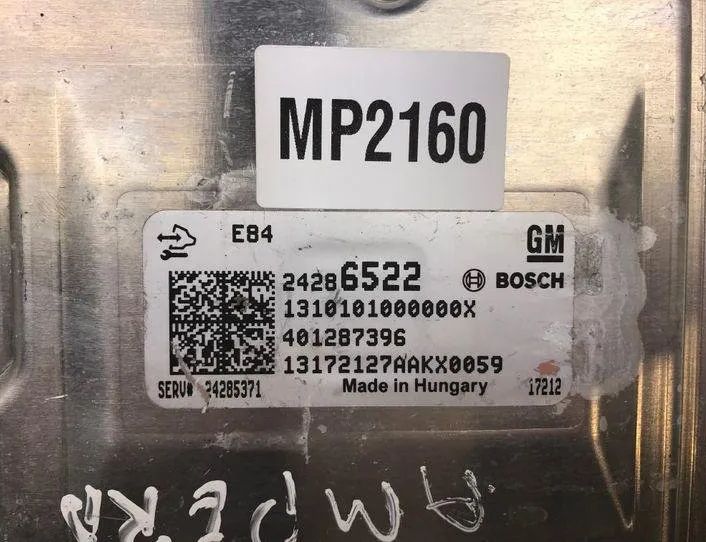 MP2160
E84
GM
24286522
BOSCH
1310101000000X
401287396
13172127AAKX0059
SERV# 24285371
Made in Hungary
17212
AMPERA